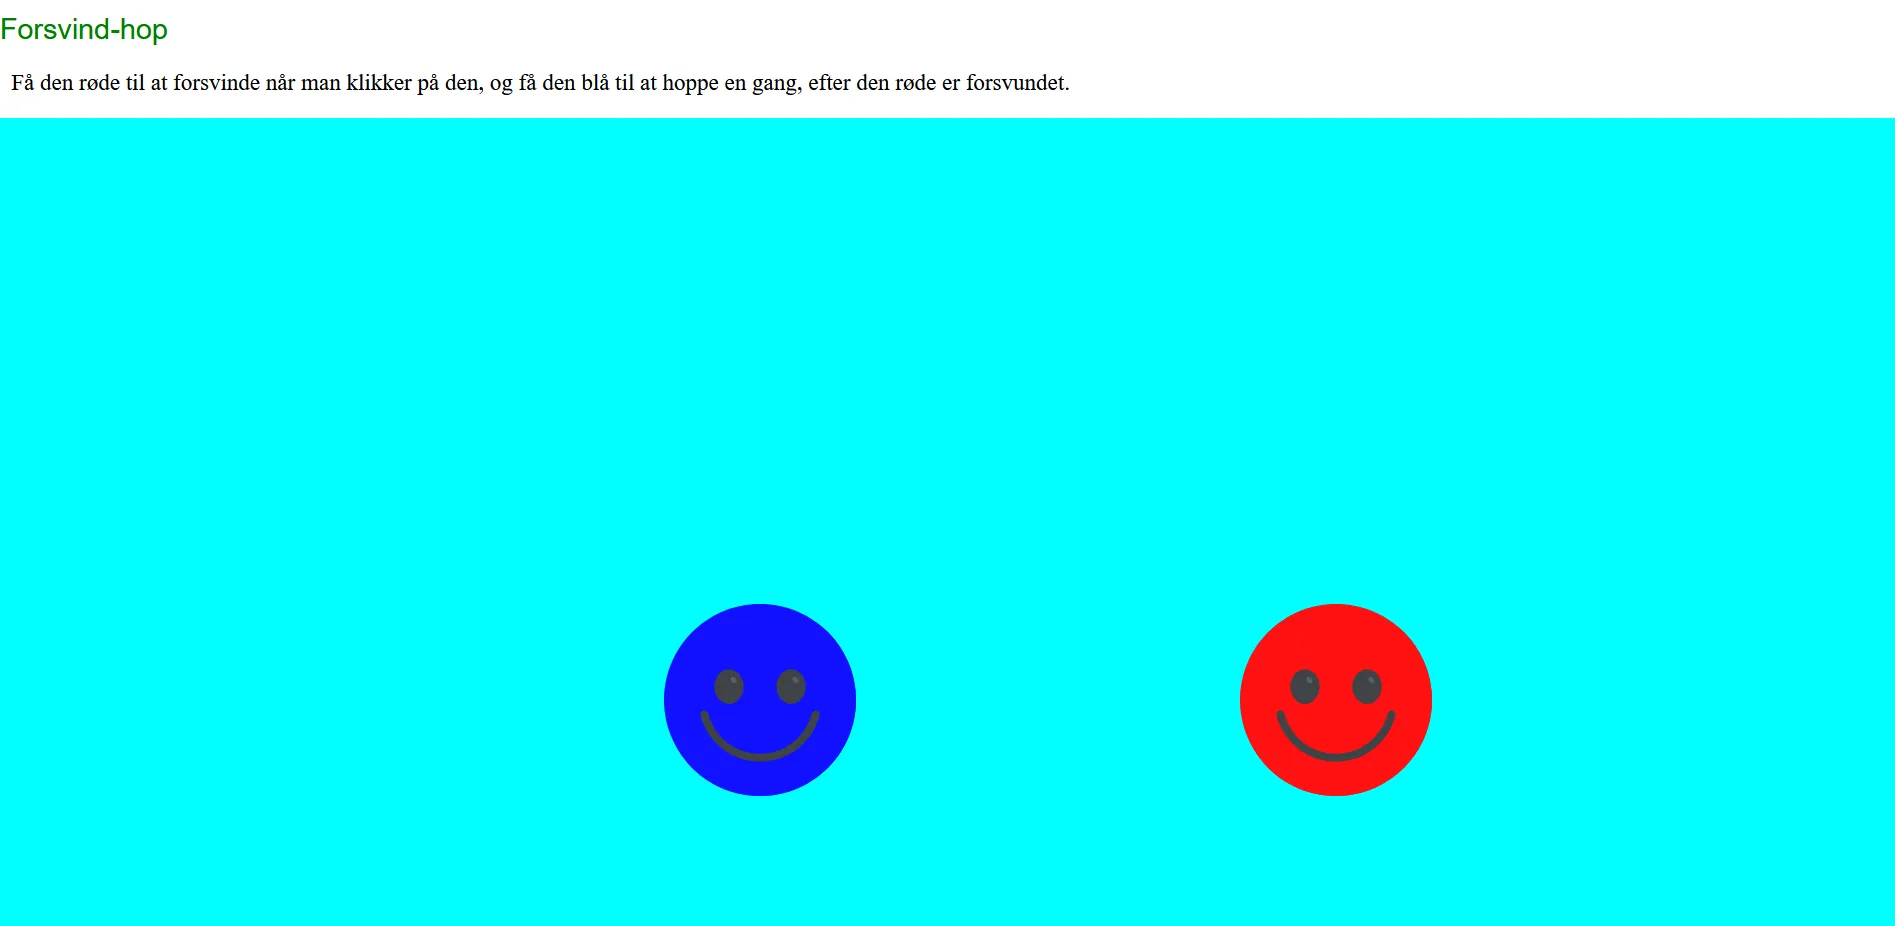 Forsvind-hop
Få den røde til at forsvinde når man klikker på den, og få den blå til at hoppe en gang, efter den røde er forsvundet.